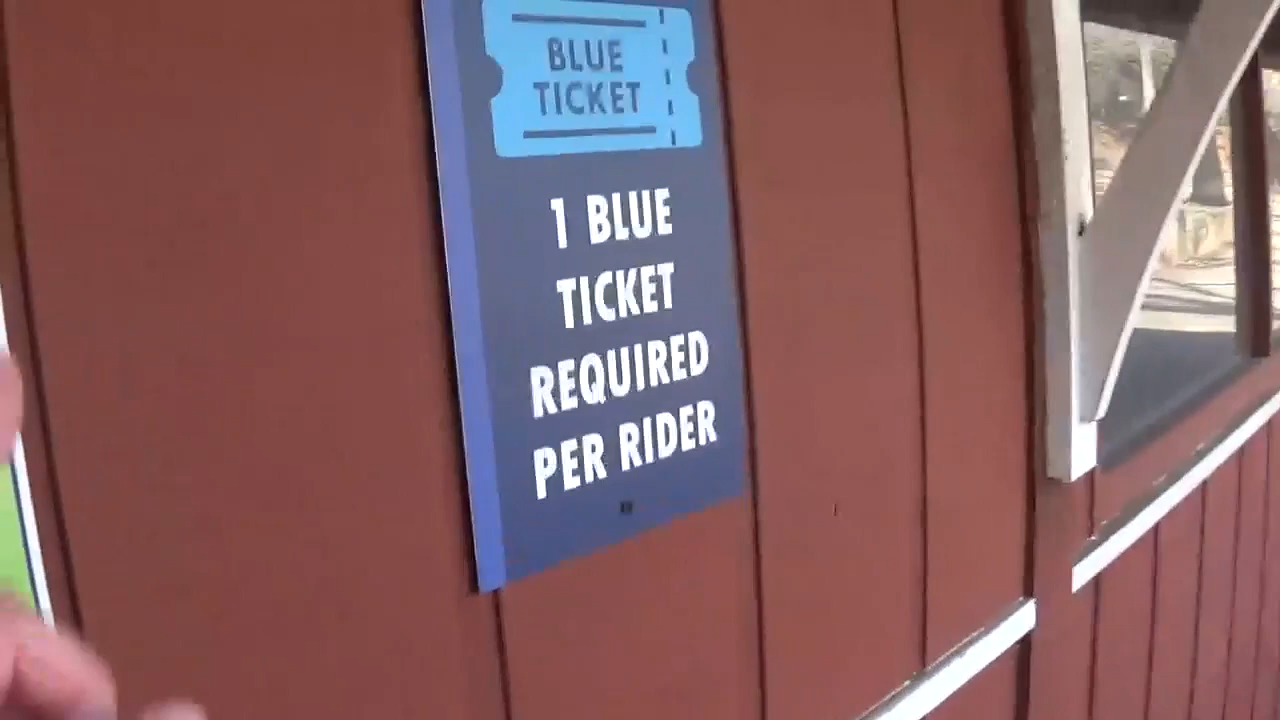 BLUE
TICKET
1 BLUE
TICKET
REQUIRED
PER RIDER